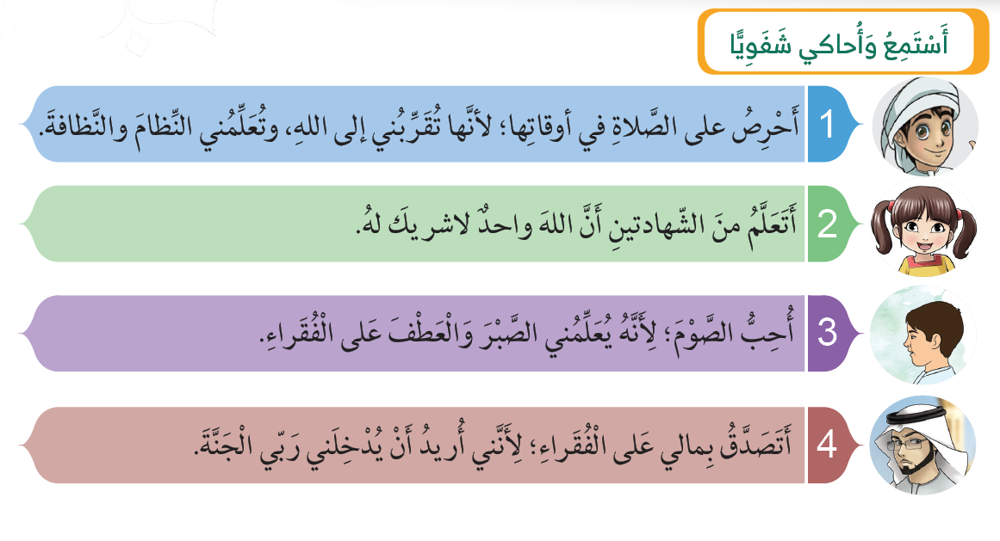 أَسْتَمِعُ وَأُحاكي شَفَوِيًّا
1 أَحْرِصُ على الصَّلاةِ في أوقاتِها؛ لأنَّها تُقَرِّبُني إلى اللهِ، وتُعَلِّمُني النِّظامَ والنَّظافةَ.
2 أَتَعَلَّمُ منَ الشّهادتينِ أَنَّ اللهَ واحدٌ لاشريكَ لهُ.
3 أُحِبُّ الصَّوْمَ؛ لِأَنَّهُ يُعَلِّمُني الصَّبْرَ وَالْعَطْفَ عَلى الْفُقَراءِ.
4 أَتَصَدَّقُ بِمالي عَلى الْفُقَراءِ؛ لِأَنَّني أُريدُ أَنْ يُدْخِلَني رَبّي الْجَنَّةَ.